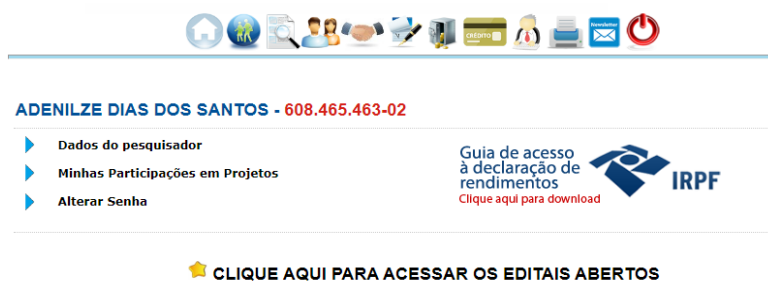 CRÉDITO
Newsletter
ADENILZE DIAS DOS SANTOS - 608.465.463-02
Dados do pesquisador
Minhas Participações em Projetos
Alterar Senha
Guia de acesso
à declaração de
rendimentos
Clique aqui para download
IRPF
CLIQUE AQUI PARA ACESSAR OS EDITAIS ABERTOS